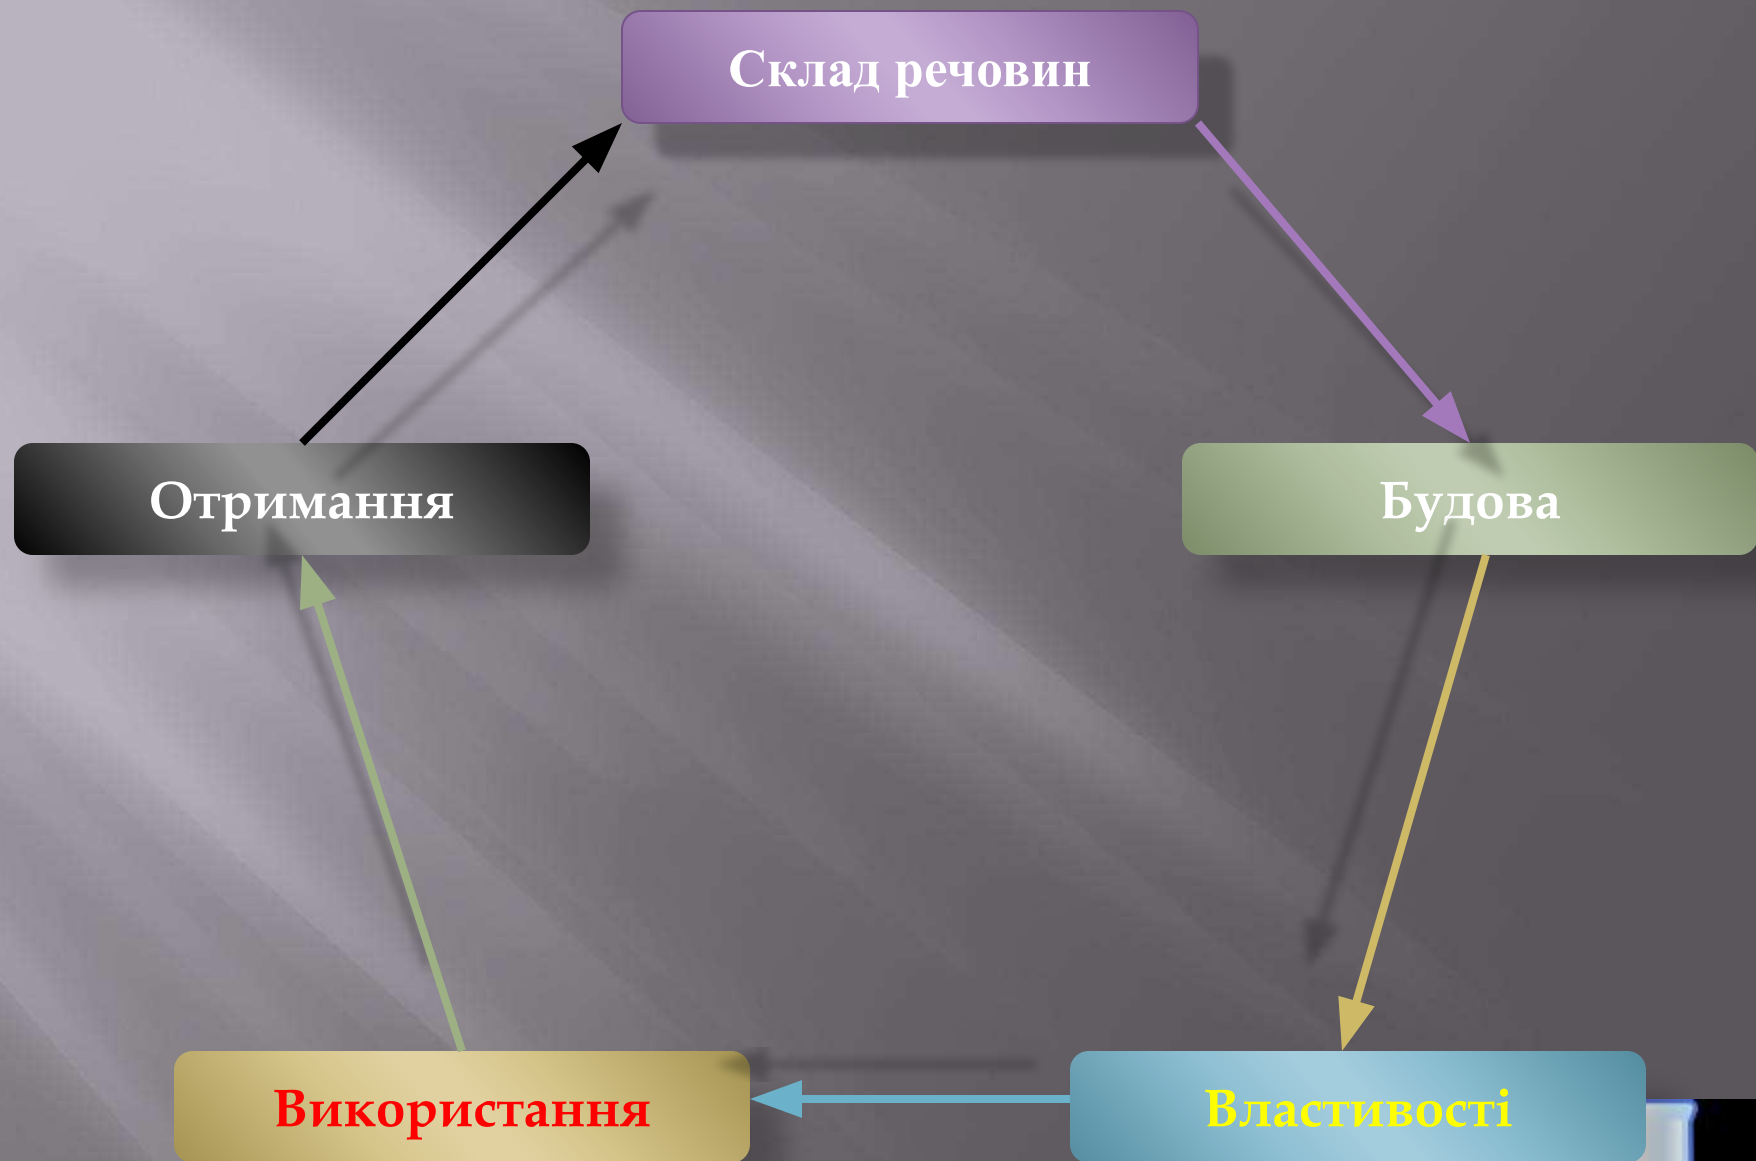 Склад речовин
Отримання
Будова
Використання
Властивості